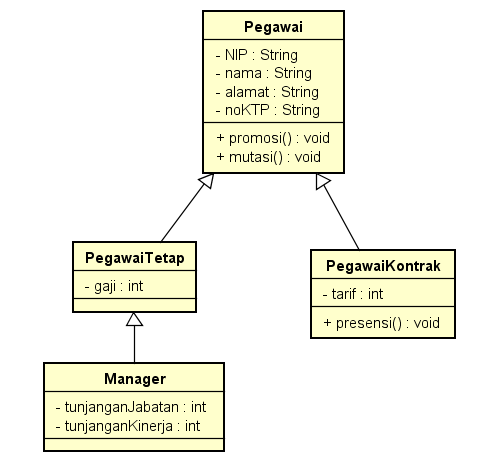 Pegawai
- NIP : String
- nama : String
- alamat : String
- noKTP : String
+ promosi() : void
+ mutasi() : void
PegawaiTetap
- gaji : int
PegawaiKontrak
- tarif : int
+ presensi() : void
Manager
- tunjanganJabatan : int
- tunjanganKinerja : int